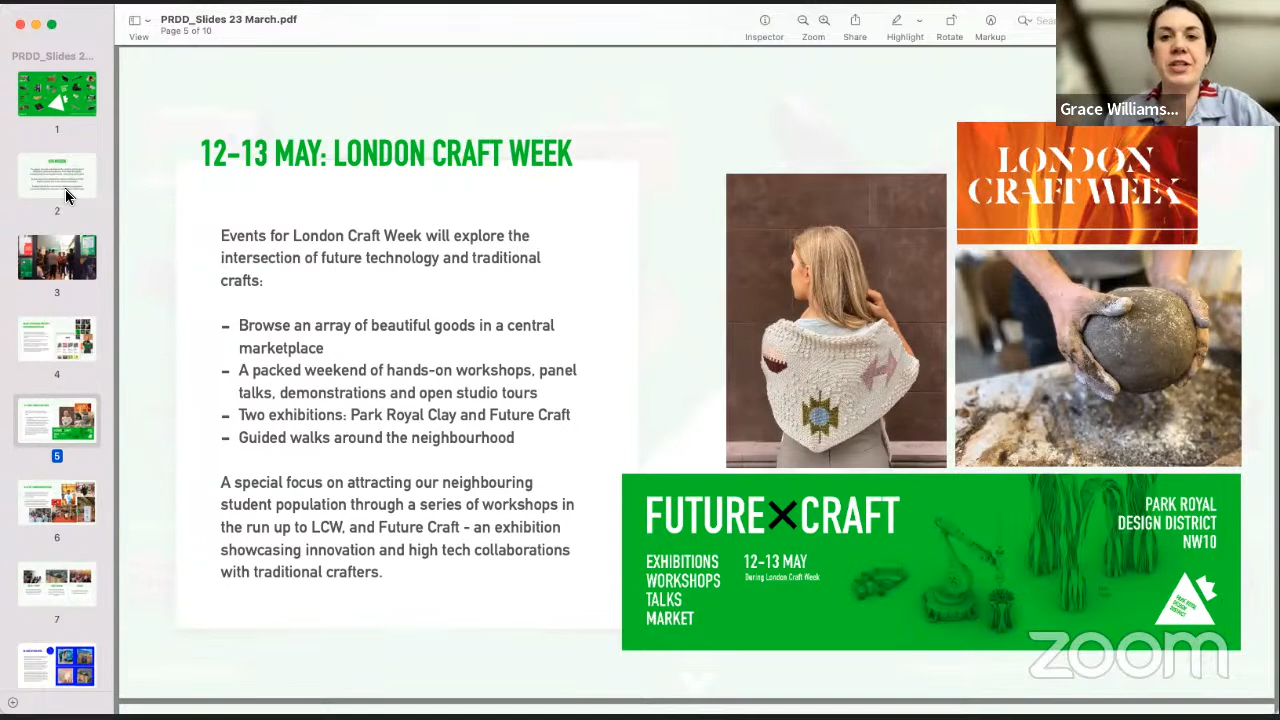 PRDD_Slides 23 March.pdf
Page 5 of 10
View
Inspector
Zoom
Share
Highlight
Rotate
Markup
Sear
Grace Williams...
PRDD_Slides 2...
1
2
3
4
5
6
7
12-13 MAY: LONDON CRAFT WEEK
Events for London Craft Week will explore the
intersection of future technology and traditional
crafts:
- Browse an array of beautiful goods in a central
marketplace
- A packed weekend of hands-on workshops, panel
talks, demonstrations and open studio tours
- Two exhibitions: Park Royal Clay and Future Craft
- Guided walks around the neighbourhood
A special focus on attracting our neighbouring
student population through a series of workshops in
the run up to LCW, and Future Craft - an exhibition
showcasing innovation and high tech collaborations
with traditional crafters.
LONDON
CRAFT WEEK
FUTURE×CRAFT
EXHIBITIONS
WORKSHOPS
TALKS
MARKET
12-13 MAY
During London Craft Week
PARK ROYAL
DESIGN DISTRICT
NW10
PARK ROYAL
DESIGN
DISTRICT
zoom